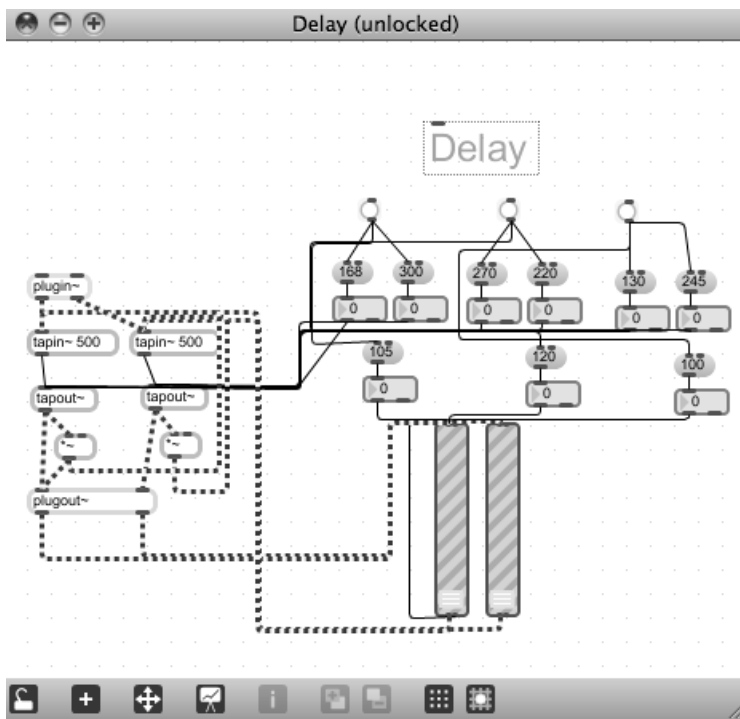 Delay (unlocked)
Delay
168 300 270 220 130 245
0 0 0 0 0 0
plugin~
tapin~ 500 tapin~ 500
105 120 100
0 0 0
tapout~ tapout~
*~ *~
plugout~